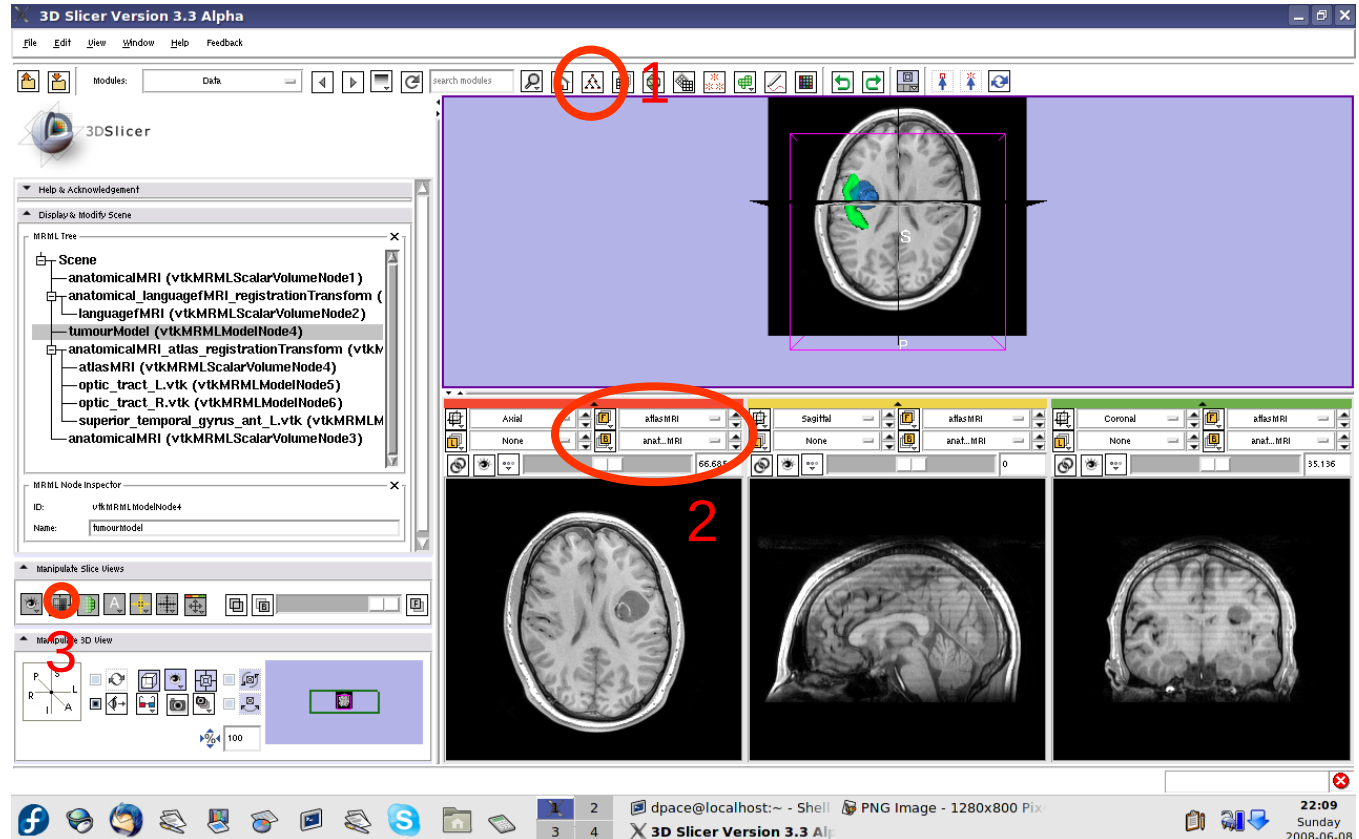 3D Slicer Version 3.3 Alpha
File Edit View Window Help Feedback
Modules: Data search modules
1
3DSlicer
Help & Acknowledgement
Display & Modify Scene
MRML Tree
Scene
anatomicalMRI (vtkMRMLScalarVolumeNode1)
anatomical_languagefMRI_registrationTransform (
languagefMRI (vtkMRMLScalarVolumeNode2)
tumourModel (vtkMRMLModelNode4)
anatomicalMRI_atlas_registrationTransform (vtkM
atlasMRI (vtkMRMLScalarVolumeNode4)
optic_tract_L.vtk (vtkMRMLModelNode5)
optic_tract_R.vtk (vtkMRMLModelNode6)
superior_temporal_gyrus_ant_L.vtk (vtkMRMLM
anatomicalMRI (vtkMRMLScalarVolumeNode3)
MRML Node Inspector
ID: vtkMRMLModelNode4
Name: tumourModel
Manipulate Slice Views
A
F
3
Manipulate 3D View
P S
R L
I A
% 100
S
P
Axial F atlasMRI
L None B anat...MRI
66.685
2
Sagittal F atlasMRI
L None B anat...MRI
0
Coronal F atlasMRI
L None B anat...MRI
35.136
1 2
3 4
dpace@localhost:~ - Shell
PNG Image - 1280x800 Pix
3D Slicer Version 3.3 Alp
22:09
Sunday
2008-06-08